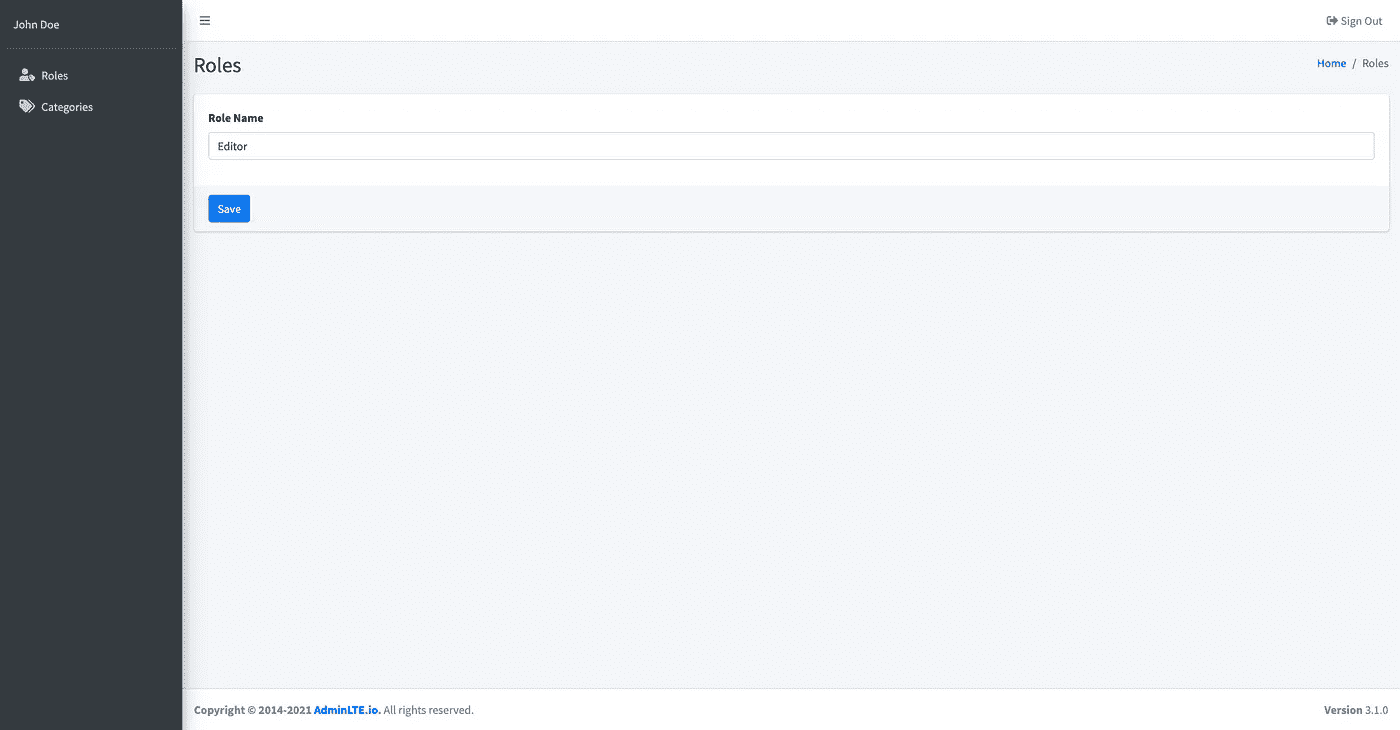 John Doe
Roles
Categories
Sign Out
Roles
Home / Roles
Role Name
Editor
Save
Copyright © 2014-2021 AdminLTE.io. All rights reserved.
Version 3.1.0